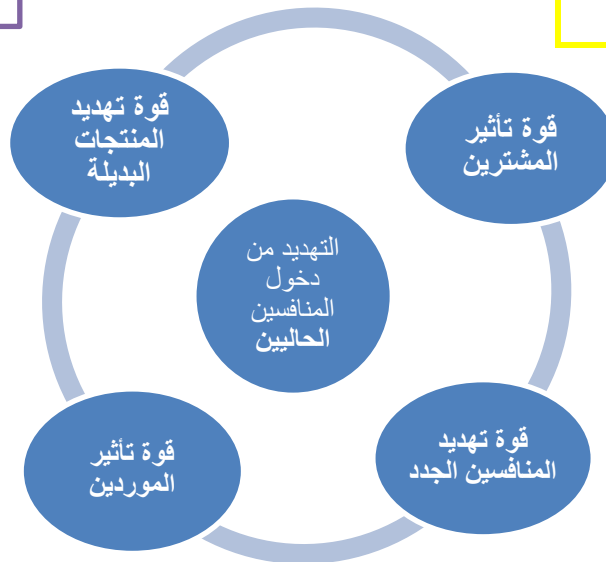 قوة تأثير
المشترين
قوة تهديد
المنتجات
البديلة
التهديد من
دخول
المنافسين
الحاليين
قوة تهديد
المنافسين الجدد
قوة تأثير
الموردين